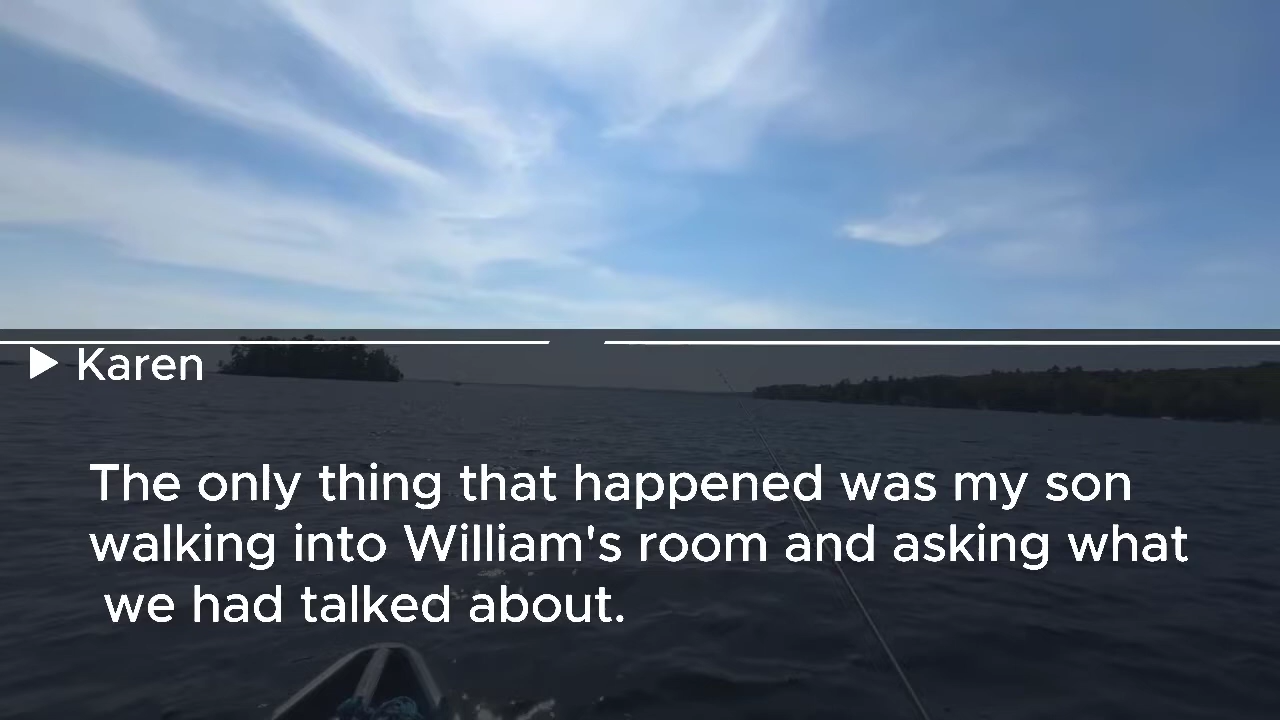 Karen
The only thing that happened was my son
walking into William's room and asking what
we had talked about.